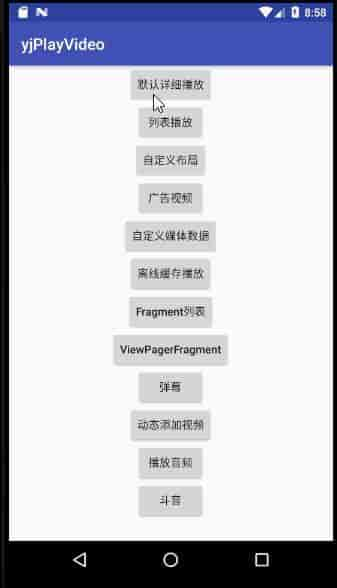 8:58
yjPlayVideo
默认详细播放
列表播放
自定义布局
广告视频
自定义媒体数据
离线缓存播放
Fragment列表
ViewPagerFragment
弹幕
动态添加视频
播放音频
斗音